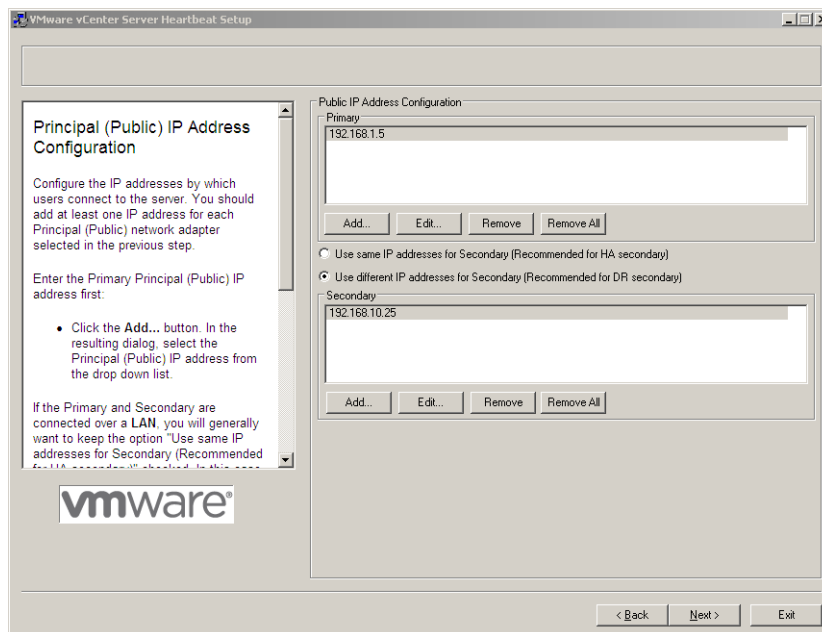 VMware vCenter Server Heartbeat Setup
Principal (Public) IP Address
Configuration
Configure the IP addresses by which
users connect to the server. You should
add at least one IP address for each
Principal (Public) network adapter
selected in the previous step.
Enter the Primary Principal (Public) IP
address first:
• Click the Add... button. In the
resulting dialog, select the
Principal (Public) IP address from
the drop down list.
If the Primary and Secondary are
connected over a LAN, you will generally
want to keep the option "Use same IP
addresses for Secondary (Recommended
for HA secondary)" checked. In this case
vmware®
Public IP Address Configuration
Primary
192.168.1.5
Add... Edit... Remove Remove All
Use same IP addresses for Secondary (Recommended for HA secondary)
Use different IP addresses for Secondary (Recommended for DR secondary)
Secondary
192.168.10.25
Add... Edit... Remove Remove All
< Back Next > Exit